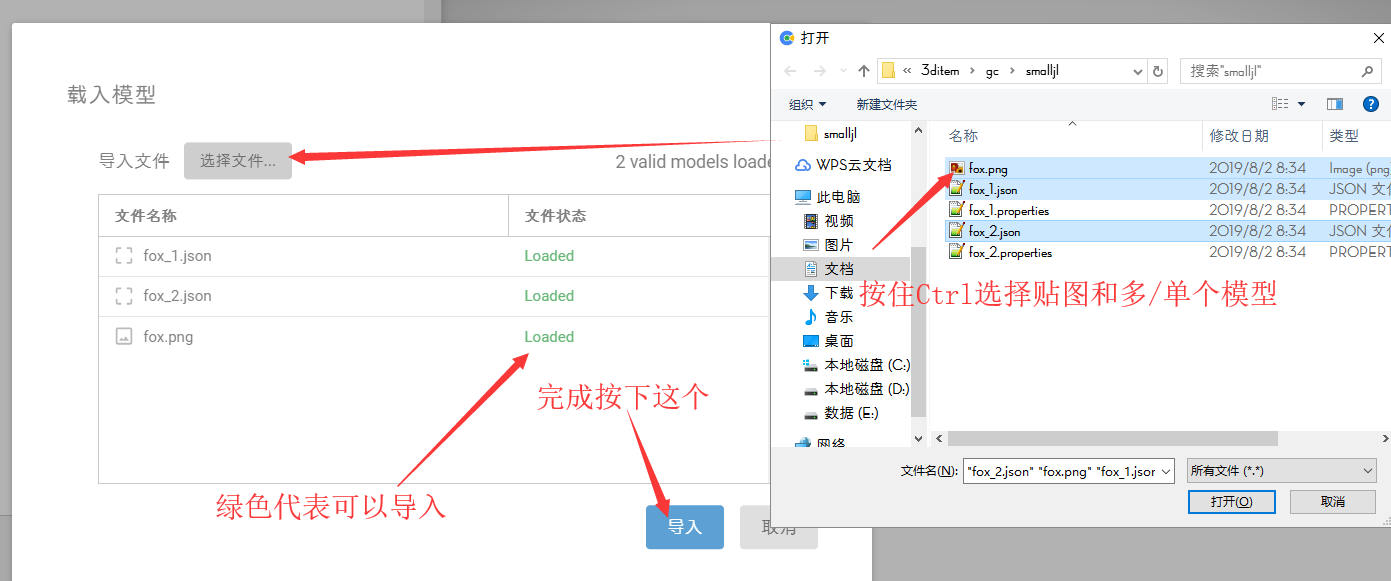 载入模型
导入文件 选择文件... 2 valid models loade
文件名称 文件状态
fox_1.json Loaded
fox_2.json Loaded
fox.png Loaded
完成按下这个
绿色代表可以导入
导入 取消
打开
« 3ditem › gc › smalljl
搜索"smalljl"
组织 新建文件夹
smalljl
WPS云文档
此电脑
视频
图片
文档
下载
音乐
桌面
本地磁盘 (C:)
本地磁盘 (D:)
数据 (E:)
网络
名称 修改日期 类型
fox.png 2019/8/2 8:34 Image (png
fox_1.json 2019/8/2 8:34 JSON 文件
fox_1.properties 2019/8/2 8:34 PROPERT
fox_2.json 2019/8/2 8:34 JSON 文件
fox_2.properties 2019/8/2 8:34 PROPERT
按住Ctrl选择贴图和多/单个模型
文件名(N): "fox_2.json" "fox.png" "fox_1.jsor 所有文件 (*.*)
打开(O) 取消